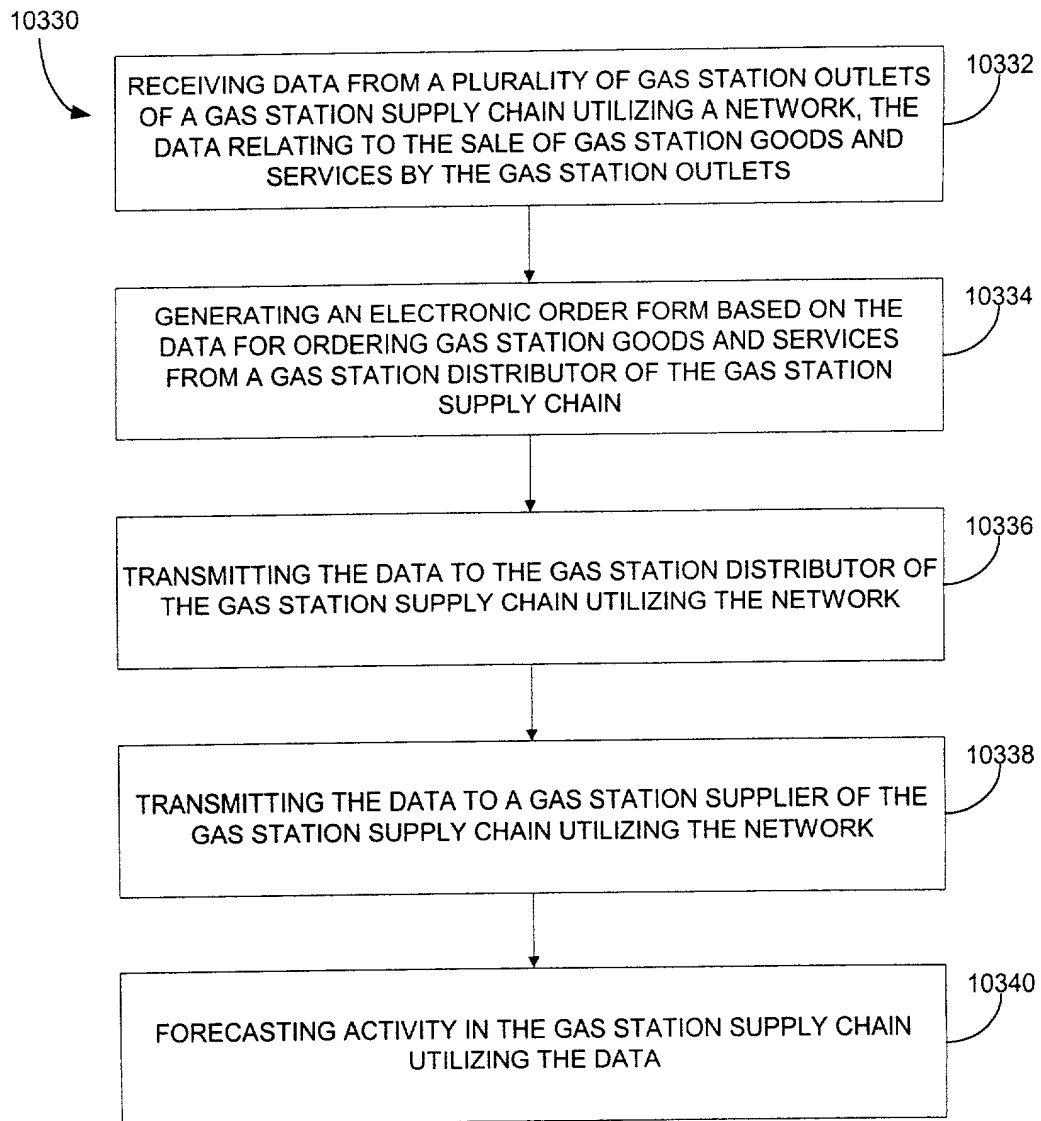 10330
10332
RECEIVING DATA FROM A PLURALITY OF GAS STATION OUTLETS
OF A GAS STATION SUPPLY CHAIN UTILIZING A NETWORK, THE
DATA RELATING TO THE SALE OF GAS STATION GOODS AND
SERVICES BY THE GAS STATION OUTLETS
10334
GENERATING AN ELECTRONIC ORDER FORM BASED ON THE
DATA FOR ORDERING GAS STATION GOODS AND SERVICES
FROM A GAS STATION DISTRIBUTOR OF THE GAS STATION
SUPPLY CHAIN
10336
TRANSMITTING THE DATA TO THE GAS STATION DISTRIBUTOR OF
THE GAS STATION SUPPLY CHAIN UTILIZING THE NETWORK
10338
TRANSMITTING THE DATA TO A GAS STATION SUPPLIER OF THE
GAS STATION SUPPLY CHAIN UTILIZING THE NETWORK
10340
FORECASTING ACTIVITY IN THE GAS STATION SUPPLY CHAIN
UTILIZING THE DATA